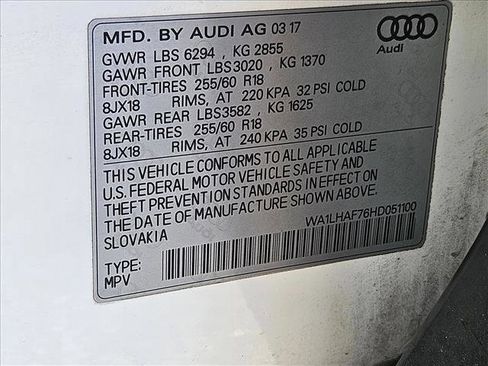 MFD. BY AUDI AG 03 17
Audi
GVWR LBS 6294 , KG 2855
GAWR FRONT LBS3020 , KG 1370
FRONT-TIRES 255/60 R18
8JX18 RIMS, AT 220 KPA 32 PSI COLD
GAWR REAR LBS3582 , KG 1625
REAR-TIRES 255/60 R18
8JX18 RIMS, AT 240 KPA 35 PSI COLD
THIS VEHICLE CONFORMS TO ALL APPLICABLE
U.S. FEDERAL MOTOR VEHICLE SAFETY AND
THEFT PREVENTION STANDARDS IN EFFECT ON
THE DATE OF MANUFACTURE SHOWN ABOVE.
SLOVAKIA
WA1LHAF76HD051100
TYPE:
MPV